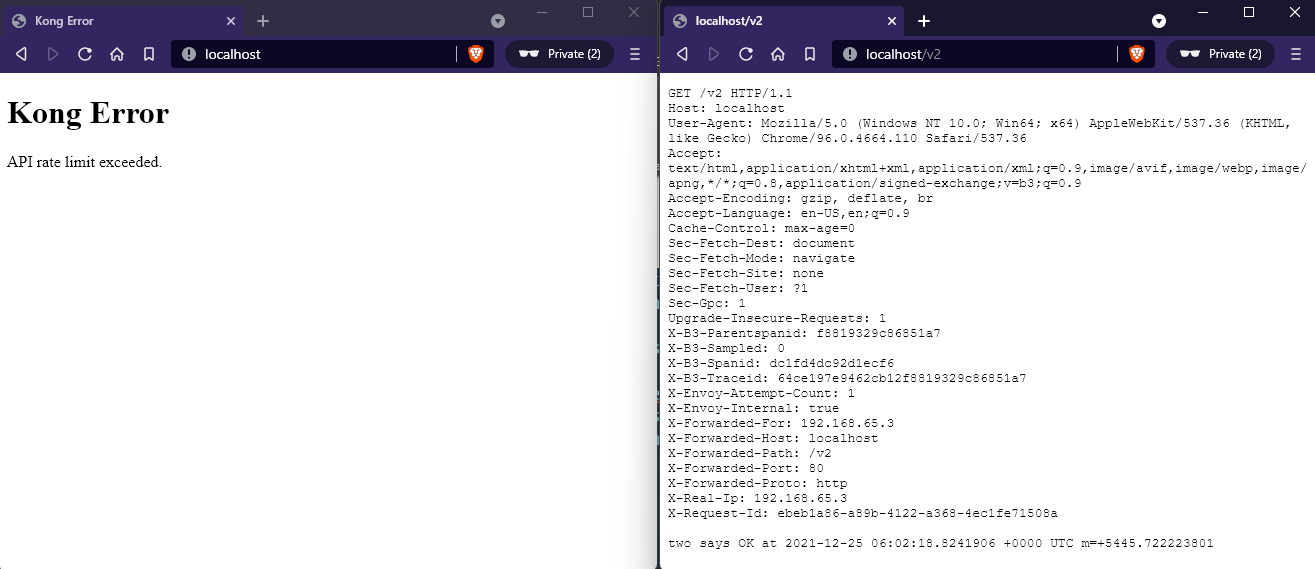 Kong Error
localhost
Private (2)
Kong Error
API rate limit exceeded.
localhost/v2
localhost/v2
Private (2)
GET /v2 HTTP/1.1
Host: localhost
User-Agent: Mozilla/5.0 (Windows NT 10.0; Win64; x64) AppleWebKit/537.36 (KHTML,
like Gecko) Chrome/96.0.4664.110 Safari/537.36
Accept:
text/html,application/xhtml+xml,application/xml;q=0.9,image/avif,image/webp,image/
apng,*/*;q=0.8,application/signed-exchange;v=b3;q=0.9
Accept-Encoding: gzip, deflate, br
Accept-Language: en-US,en;q=0.9
Cache-Control: max-age=0
Sec-Fetch-Dest: document
Sec-Fetch-Mode: navigate
Sec-Fetch-Site: none
Sec-Fetch-User: ?1
Sec-Gpc: 1
Upgrade-Insecure-Requests: 1
X-B3-Parentspanid: f8819329c86851a7
X-B3-Sampled: 0
X-B3-Spanid: dc1fd4dc92d1ecf6
X-B3-Traceid: 64ce197e9462cb12f8819329c86851a7
X-Envoy-Attempt-Count: 1
X-Envoy-Internal: true
X-Forwarded-For: 192.168.65.3
X-Forwarded-Host: localhost
X-Forwarded-Path: /v2
X-Forwarded-Port: 80
X-Forwarded-Proto: http
X-Real-Ip: 192.168.65.3
X-Request-Id: ebeb1a86-a89b-4122-a368-4ec1fe71508a
two says OK at 2021-12-25 06:02:18.8241906 +0000 UTC m=+5445.722223801